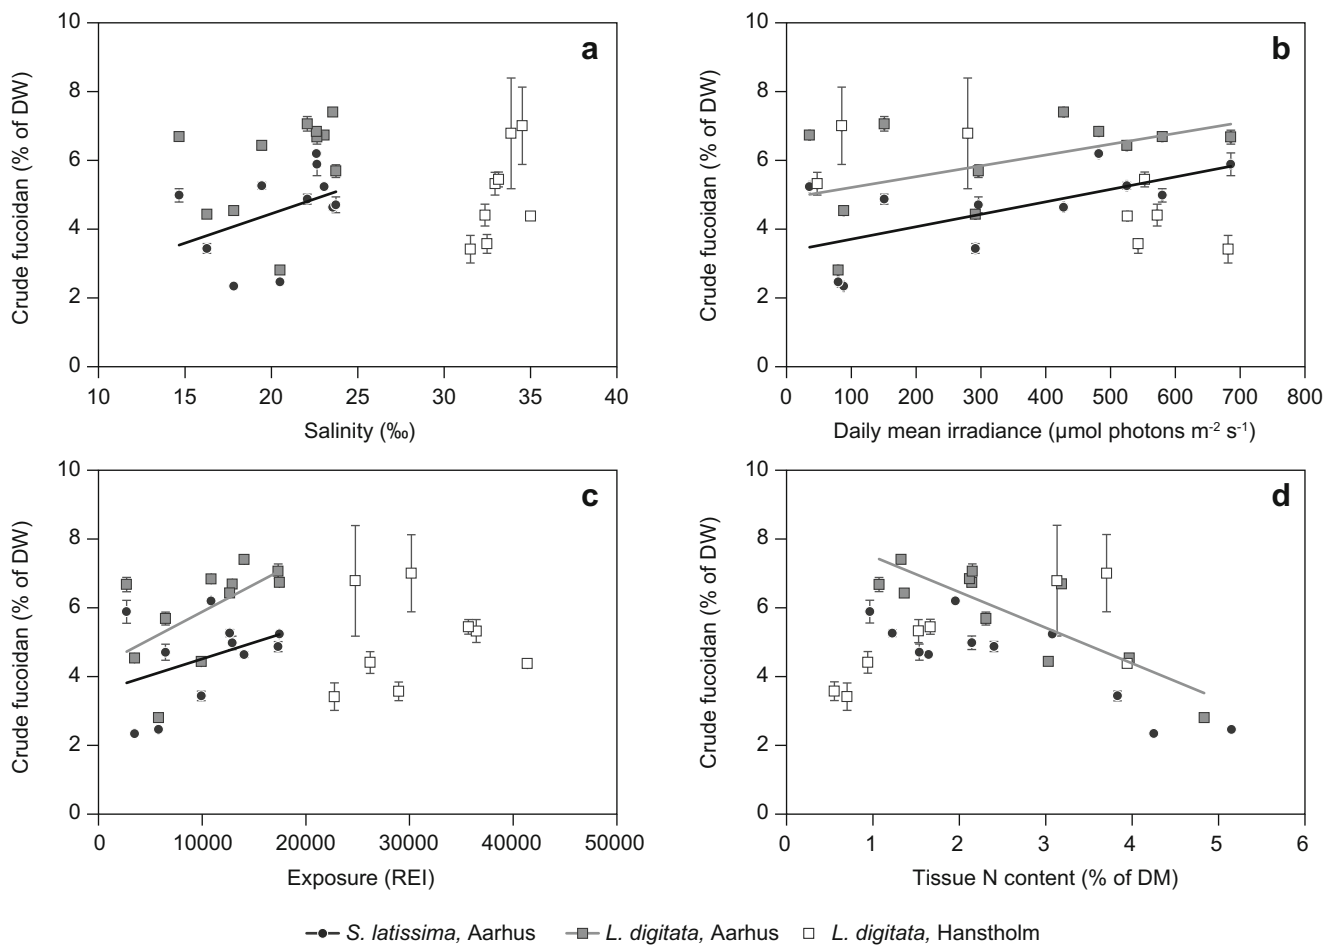 a
10
8
6
4
2
0
Crude fucoidan (% of DW)
10 15 20 25 30 35 40
Salinity (‰)
b
10
8
6
4
2
0
Crude fucoidan (% of DW)
0 100 200 300 400 500 600 700 800
Daily mean irradiance (µmol photons m⁻² s⁻¹)
c
10
8
6
4
2
0
Crude fucoidan (% of DW)
0 10000 20000 30000 40000 50000
Exposure (REI)
d
10
8
6
4
2
0
Crude fucoidan (% of DW)
0 1 2 3 4 5 6
Tissue N content (% of DM)
S. latissima, Aarhus L. digitata, Aarhus L. digitata, Hanstholm